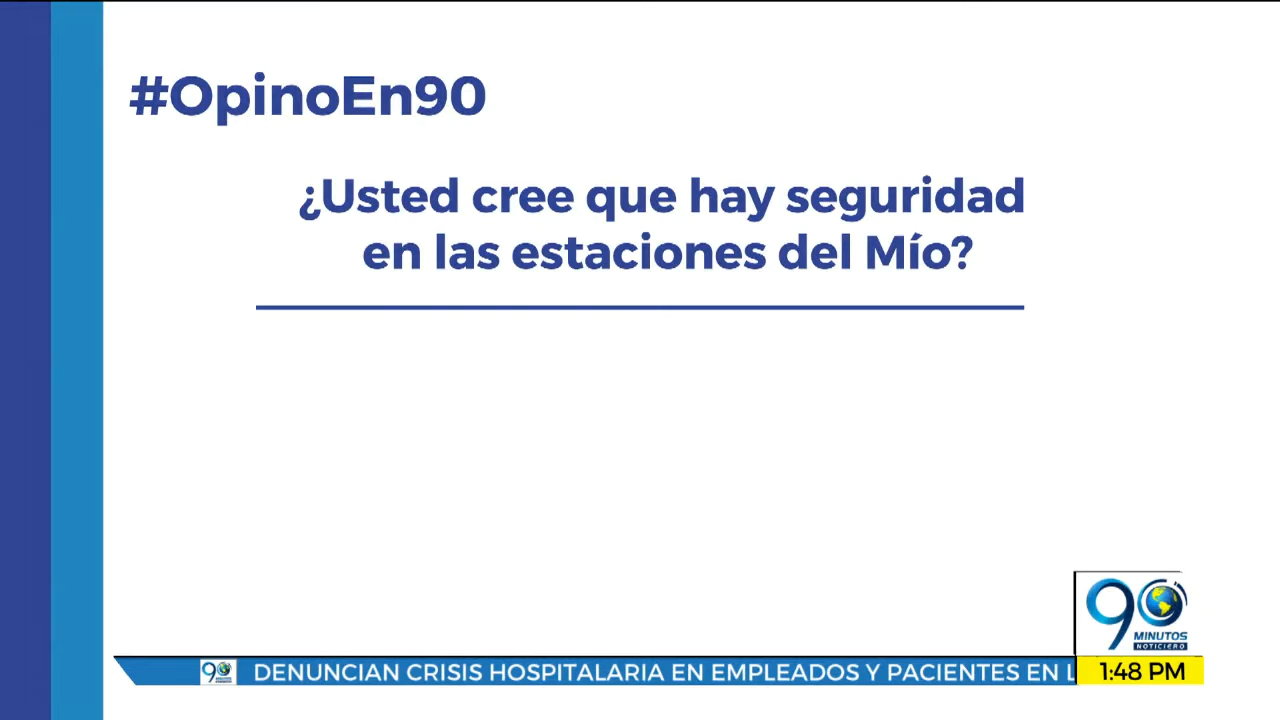 #OpinoEn90
¿Usted cree que hay seguridad
en las estaciones del Mío?
90
MINUTOS
NOTICIERO
90 DENUNCIAN CRISIS HOSPITALARIA EN EMPLEADOS Y PACIENTES EN
1:48 PM